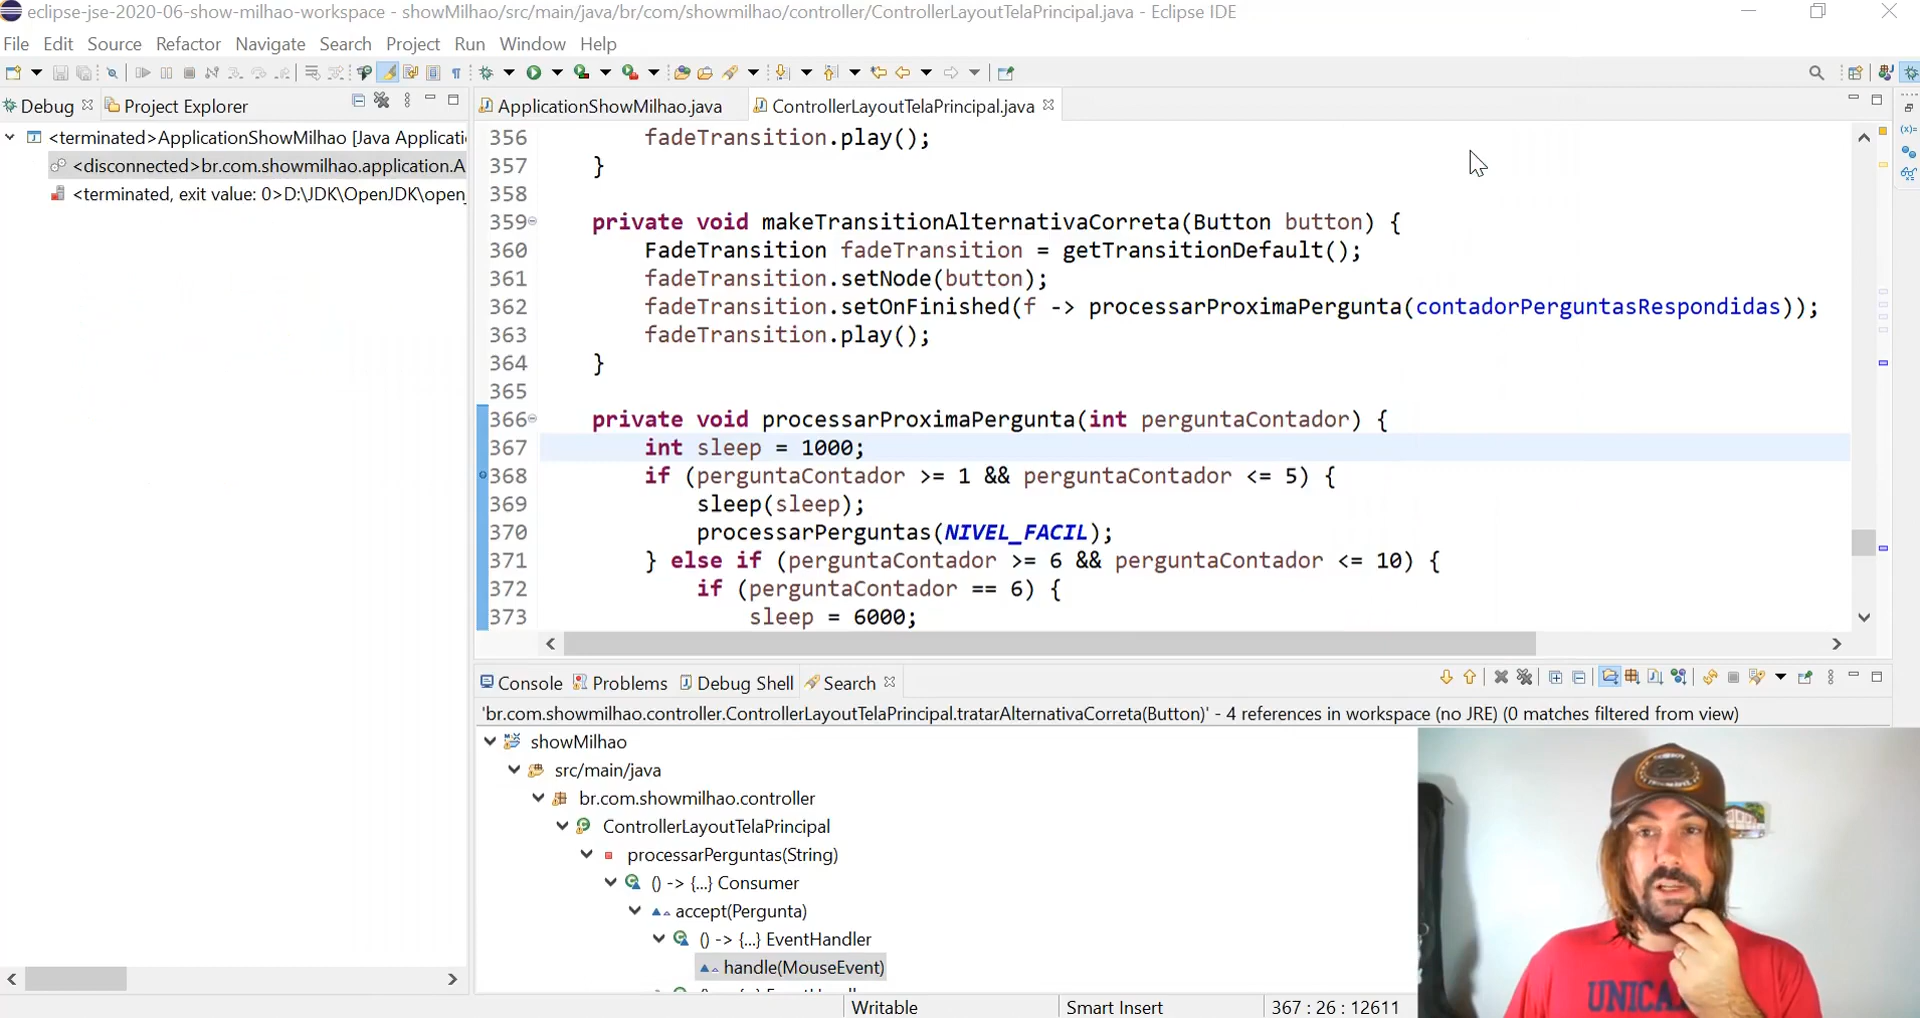 eclipse-jse-2020-06-show-milhao-workspace - showMilhao/src/main/java/br/com/showmilhao/controller/ControllerLayoutTelaPrincipal.java - Eclipse IDE
File Edit Source Refactor Navigate Search Project Run Window Help
Debug Project Explorer
<terminated>ApplicationShowMilhao [Java Applicati
<disconnected>br.com.showmilhao.application.A
<terminated, exit value: 0>D:\JDK\OpenJDK\open_
ApplicationShowMilhao.java ControllerLayoutTelaPrincipal.java
356 fadeTransition.play();
357 }
358
359 private void makeTransitionAlternativaCorreta(Button button) {
360 FadeTransition fadeTransition = getTransitionDefault();
361 fadeTransition.setNode(button);
362 fadeTransition.setOnFinished(f -> processarProximaPergunta(contadorPerguntasRespondidas));
363 fadeTransition.play();
364 }
365
366 private void processarProximaPergunta(int perguntaContador) {
367 int sleep = 1000;
368 if (perguntaContador >= 1 && perguntaContador <= 5) {
369 sleep(sleep);
370 processarPerguntas(NIVEL_FACIL);
371 } else if (perguntaContador >= 6 && perguntaContador <= 10) {
372 if (perguntaContador == 6) {
373 sleep = 6000;
Console Problems Debug Shell Search
'br.com.showmilhao.controller.ControllerLayoutTelaPrincipal.tratarAlternativaCorreta(Button)' - 4 references in workspace (no JRE) (0 matches filtered from view)
showMilhao
src/main/java
br.com.showmilhao.controller
ControllerLayoutTelaPrincipal
processarPerguntas(String)
() -> {...} Consumer
accept(Pergunta)
() -> {...} EventHandler
handle(MouseEvent)
Writable Smart Insert 367 : 26 : 12611